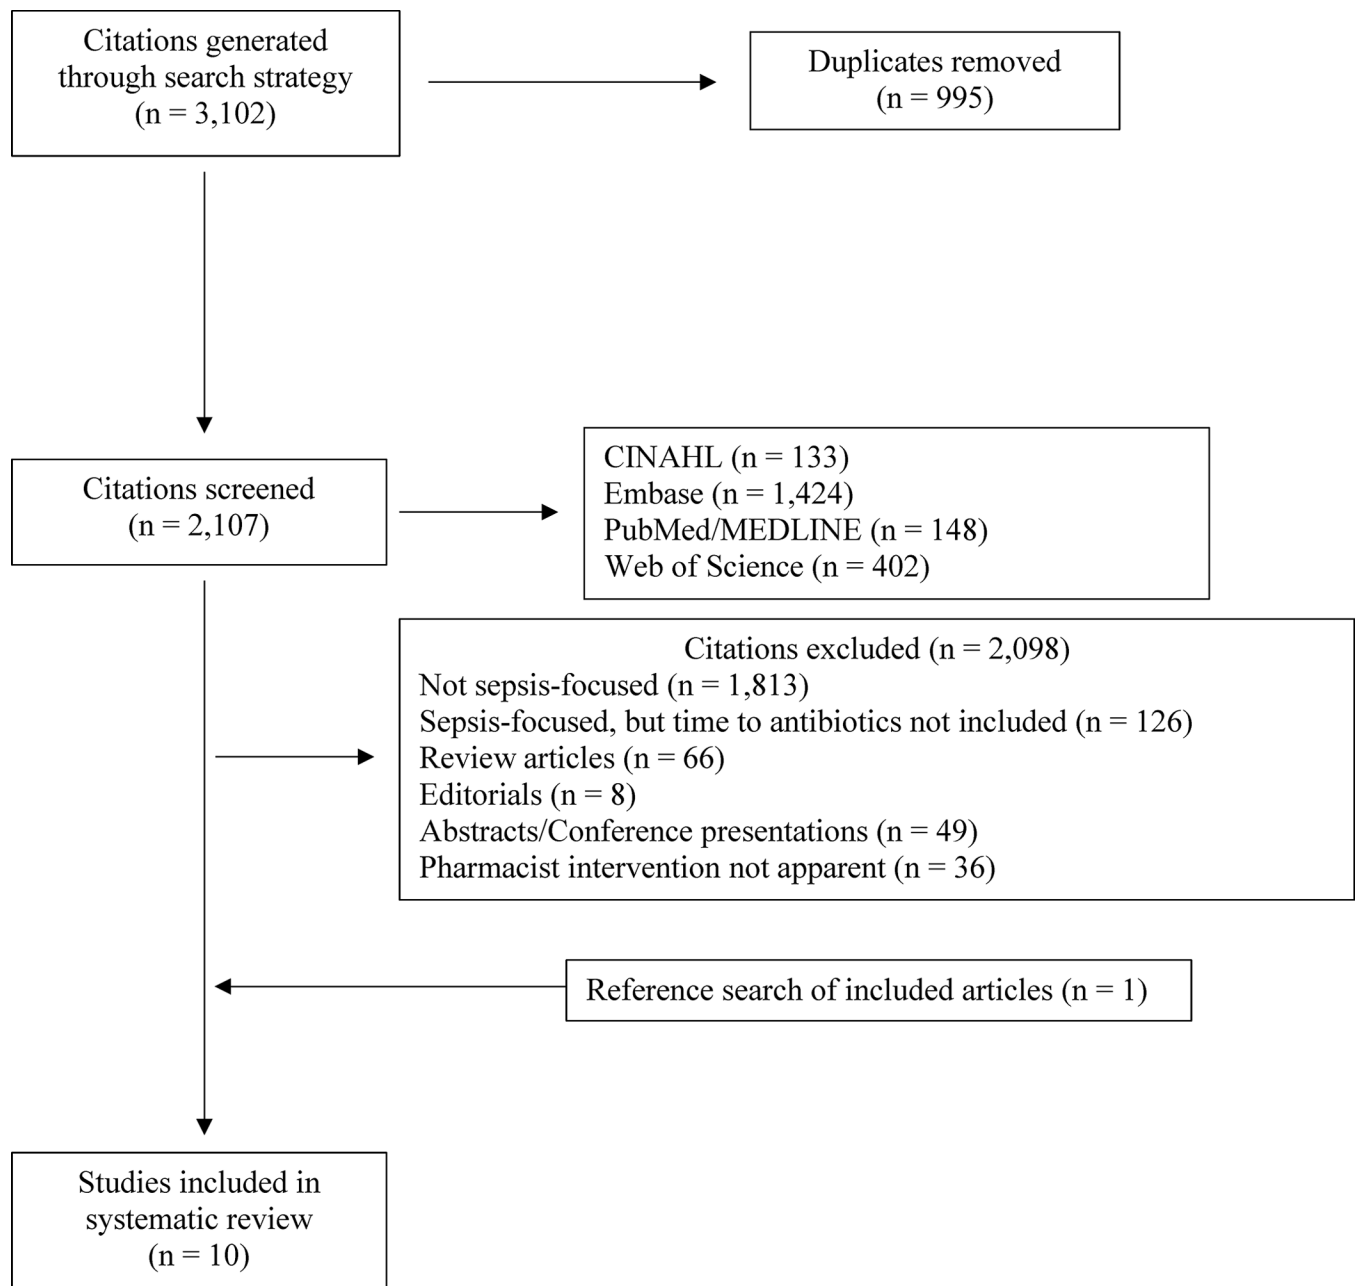 Citations generated
through search strategy
(n = 3,102)
Duplicates removed
(n = 995)
Citations screened
(n = 2,107)
CINAHL (n = 133)
Embase (n = 1,424)
PubMed/MEDLINE (n = 148)
Web of Science (n = 402)
Citations excluded (n = 2,098)
Not sepsis-focused (n = 1,813)
Sepsis-focused, but time to antibiotics not included (n = 126)
Review articles (n = 66)
Editorials (n = 8)
Abstracts/Conference presentations (n = 49)
Pharmacist intervention not apparent (n = 36)
Reference search of included articles (n = 1)
Studies included in
systematic review
(n = 10)